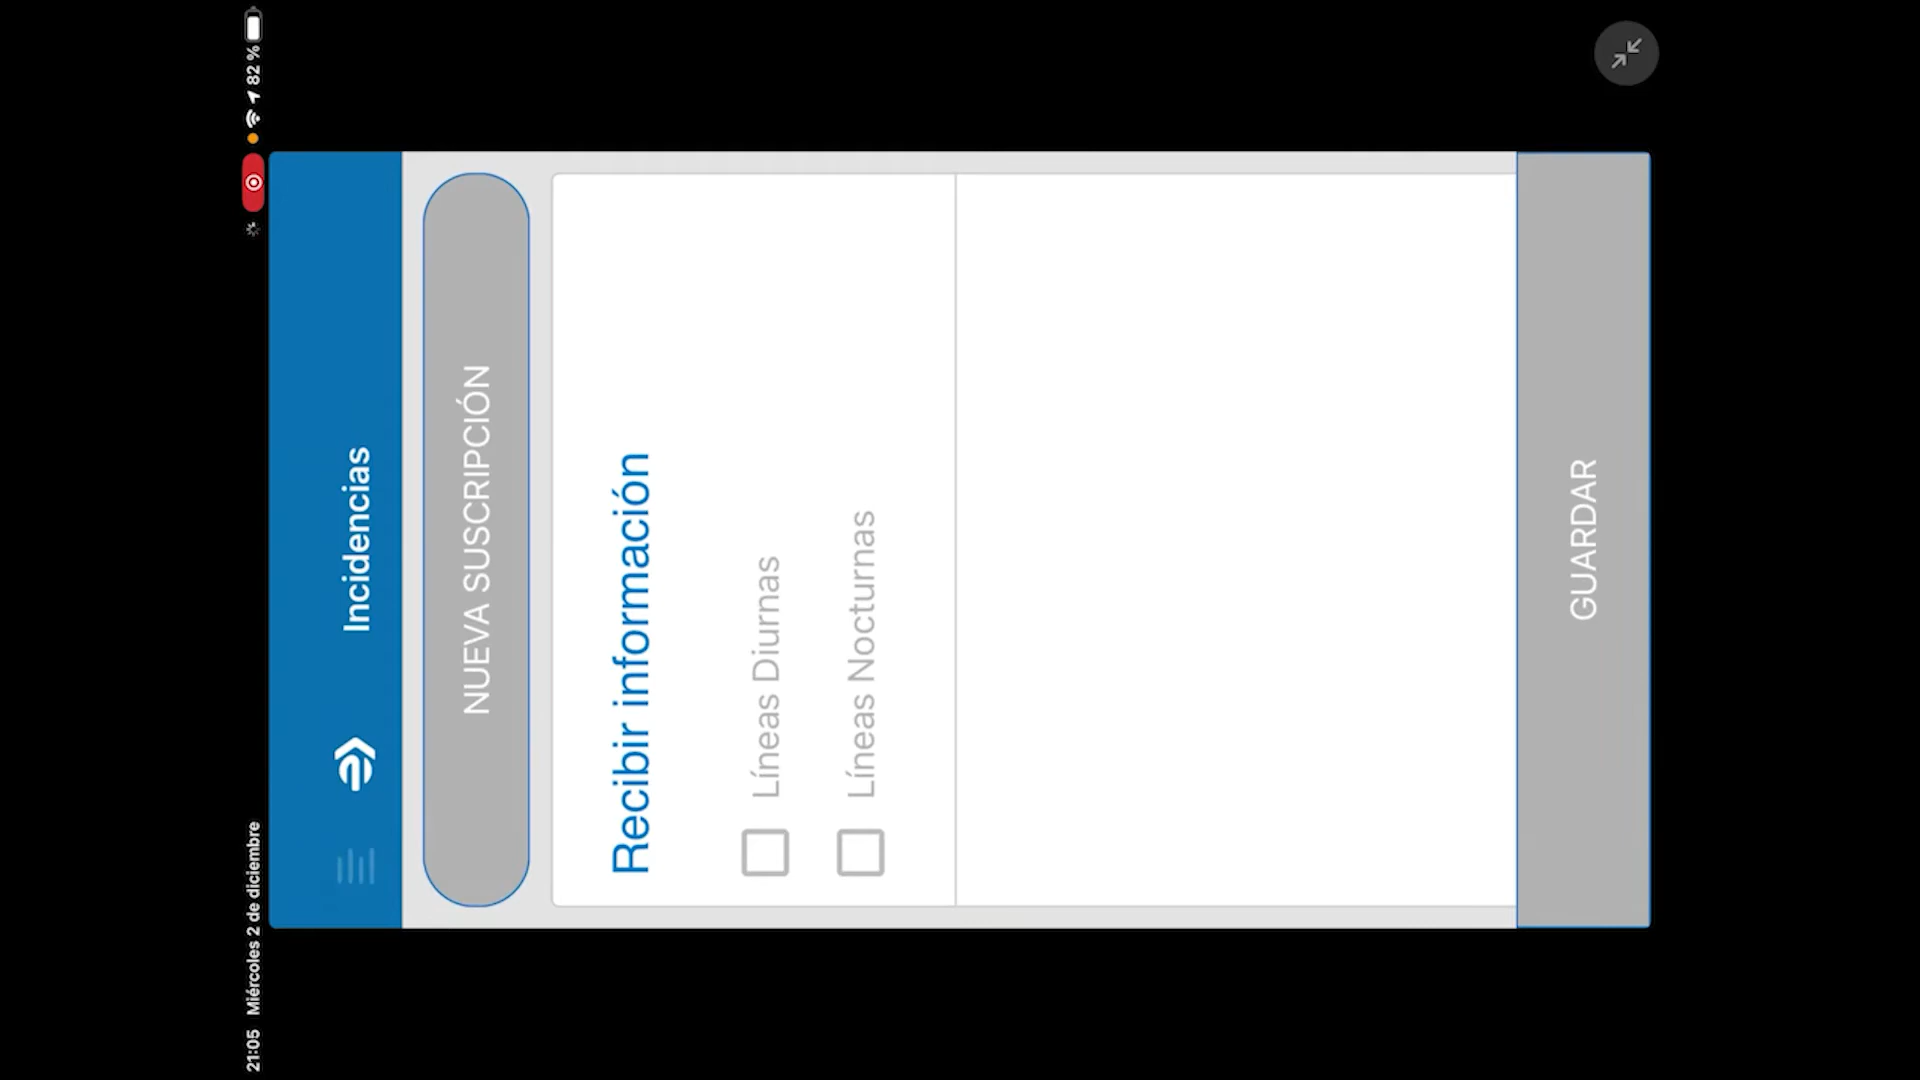 21:05 Miércoles 2 de diciembre
82 %
Incidencias
NUEVA SUSCRIPCIÓN
Recibir información
Líneas Diurnas
Líneas Nocturnas
GUARDAR